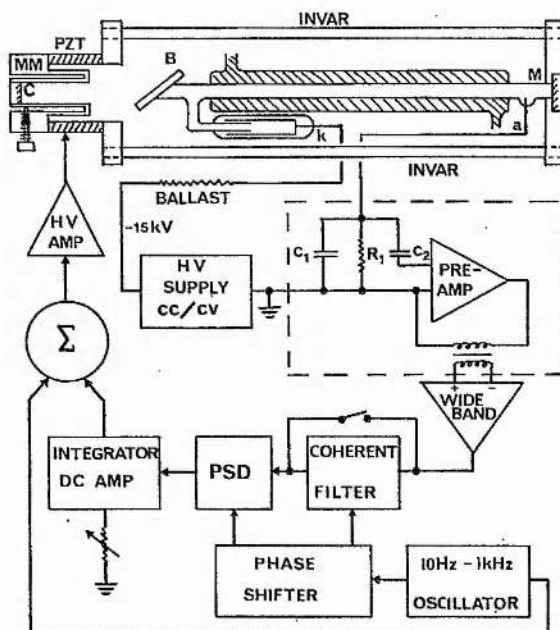 INVAR
PZT
MM
C
B
M
k
a
INVAR
BALLAST
-15kV
HV
AMP
HV
SUPPLY
CC/CV
C1
R1
C2
PRE-
AMP
Σ
+ -
WIDE
BAND
INTEGRATOR
DC AMP
PSD
COHERENT
FILTER
PHASE
SHIFTER
10Hz-1kHz
OSCILLATOR